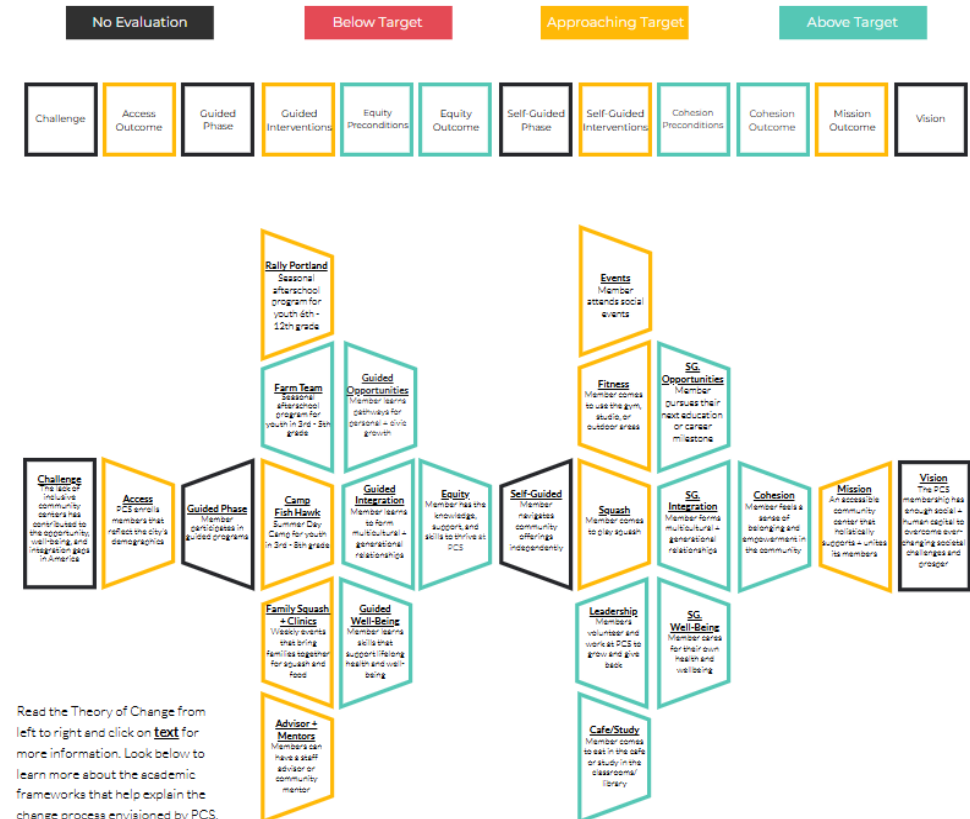 No Evaluation
Below Target
Approaching Target
Above Target
Challenge
Access
Outcome
Guided
Phase
Guided
Interventions
Equity
Preconditions
Equity
Outcome
Self-Guided
Phase
Self-Guided
Interventions
Cohesion
Preconditions
Cohesion
Outcome
Mission
Outcome
Vision
Rally Portland
Seasonal
afterschool
program for
youth 6th -
12th grade
Farm Team
Seasonal
afterschool
program for
youth in 3rd - 5th
grade
Guided
Opportunities
Member learns
pathways for
personal + civic
growth
Events
Member
attends social
events
Fitness
Member comes
to use the gym,
studio, or
outdoor areas
SG.
Opportunities
Member
pursues their
next education
or career
milestone
Challenge
The lack of
inclusive
community
centers has
contributed to
the opportunity,
well-being, and
integration gaps
in America
Access
PCS enrolls
members that
reflect the city's
demographics
Guided Phase
Member
participates in
guided programs
Camp
Fish Hawk
Summer Day
Camp for youth
in 3rd - 8th grade
Guided
Integration
Member learns
to form
multicultural +
generational
relationships
Equity
Member has the
knowledge,
support, and
skills to thrive at
PCS
Self-Guided
Member
navigates
community
offerings
independently
Squash
Member comes
to play squash
SG.
Integration
Member forms
multicultural +
generational
relationships
Cohesion
Member feels a
sense of
belonging and
empowerment in
the community
Mission
An accessible
community
center that
holistically
supports + unites
its members
Vision
The PCS
membership has
enough social +
human capital to
overcome ever-
changing societal
challenges and
prosper
Family Squash
+ Clinics
Weekly events
that bring
families together
for squash and
food
Guided
Well-Being
Member learns
skills that
support lifelong
health and well-
being
Leadership
Members
volunteer and
work at PCS to
grow and give
back
SG.
Well-Being
Member cares
for their own
health and
wellbeing
Advisor +
Mentors
Members can
have a staff
advisor or
community
mentor
Cafe/Study
Member comes
to eat in the cafe
or study in the
classrooms/
library
Read the Theory of Change from
left to right and click on text for
more information. Look below to
learn more about the academic
frameworks that help explain the
change process envisioned by PCS.